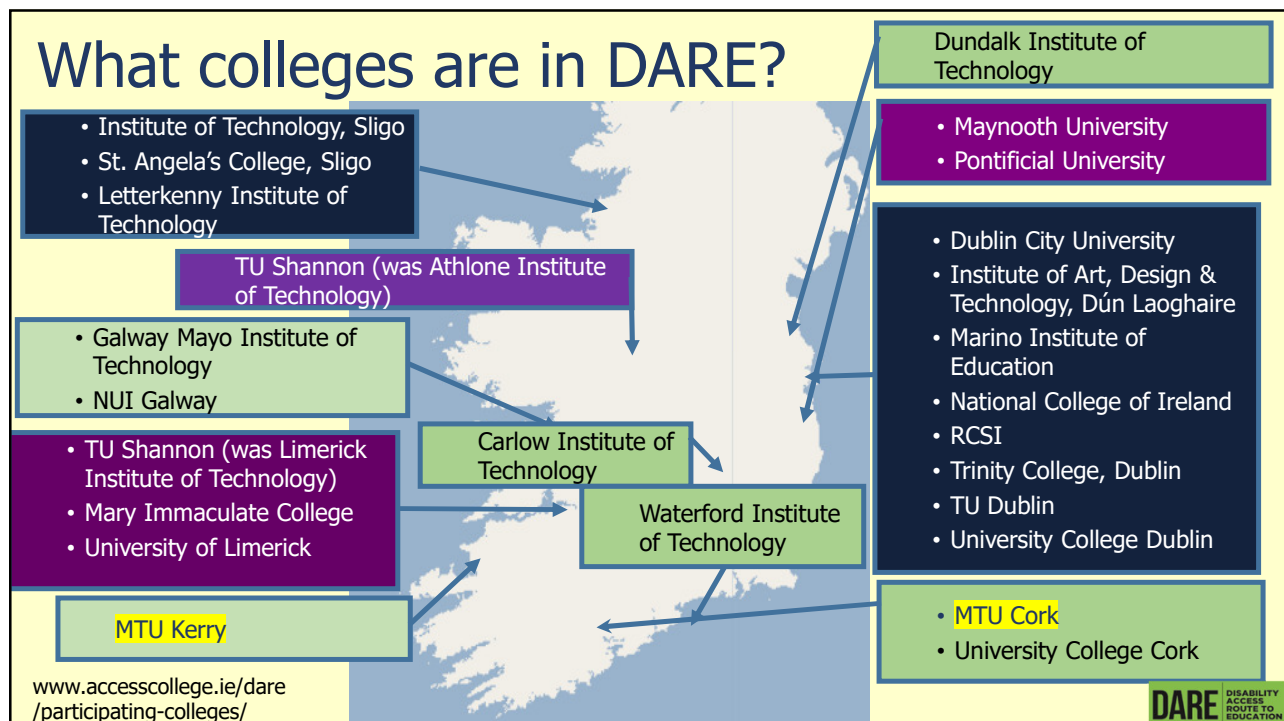 What colleges are in DARE?
• Institute of Technology, Sligo
• St. Angela's College, Sligo
• Letterkenny Institute of
Technology
TU Shannon (was Athlone Institute
of Technology)
• Galway Mayo Institute of
Technology
• NUI Galway
• TU Shannon (was Limerick
Institute of Technology)
• Mary Immaculate College
• University of Limerick
MTU Kerry
www.accesscollege.ie/dare
/participating-colleges/
Carlow Institute of
Technology
Waterford Institute
of Technology
Dundalk Institute of
Technology
• Maynooth University
• Pontificial University
• Dublin City University
• Institute of Art, Design &
Technology, Dún Laoghaire
• Marino Institute of
Education
• National College of Ireland
• RCSI
• Trinity College, Dublin
• TU Dublin
• University College Dublin
• MTU Cork
• University College Cork
DARE
DISABILITY
ACCESS
ROUTE TO
EDUCATION